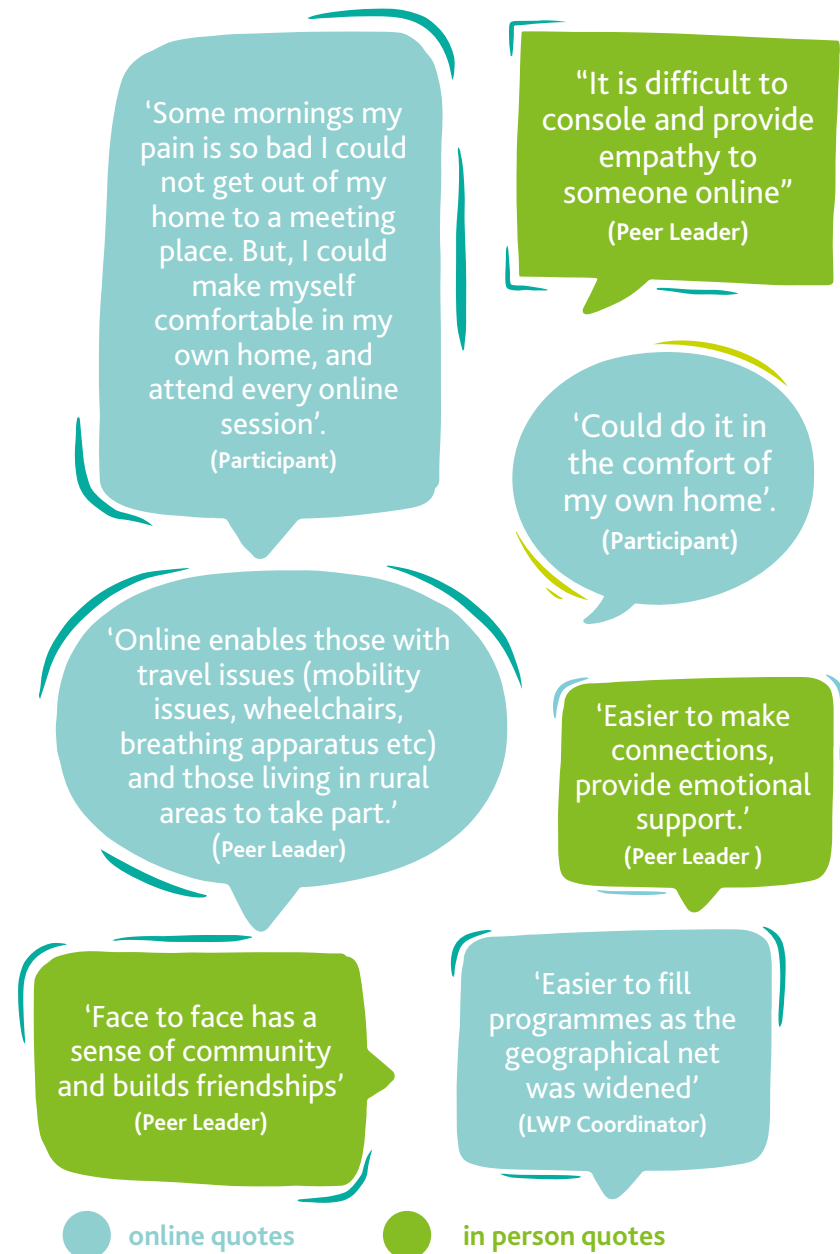 ‘Some mornings my
pain is so bad I could
not get out of my
home to a meeting
place. But, I could
make myself
comfortable in my
own home, and
attend every online
session’.
(Participant)
“It is difficult to
console and provide
empathy to
someone online”
(Peer Leader)
‘Could do it in
the comfort of
my own home’.
(Participant)
‘Online enables those with
travel issues (mobility
issues, wheelchairs,
breathing apparatus etc)
and those living in rural
areas to take part.’
(Peer Leader)
‘Easier to make
connections,
provide emotional
support.’
(Peer Leader )
‘Face to face has a
sense of community
and builds friendships’
(Peer Leader)
‘Easier to fill
programmes as the
geographical net
was widened’
(LWP Coordinator)
online quotes
in person quotes